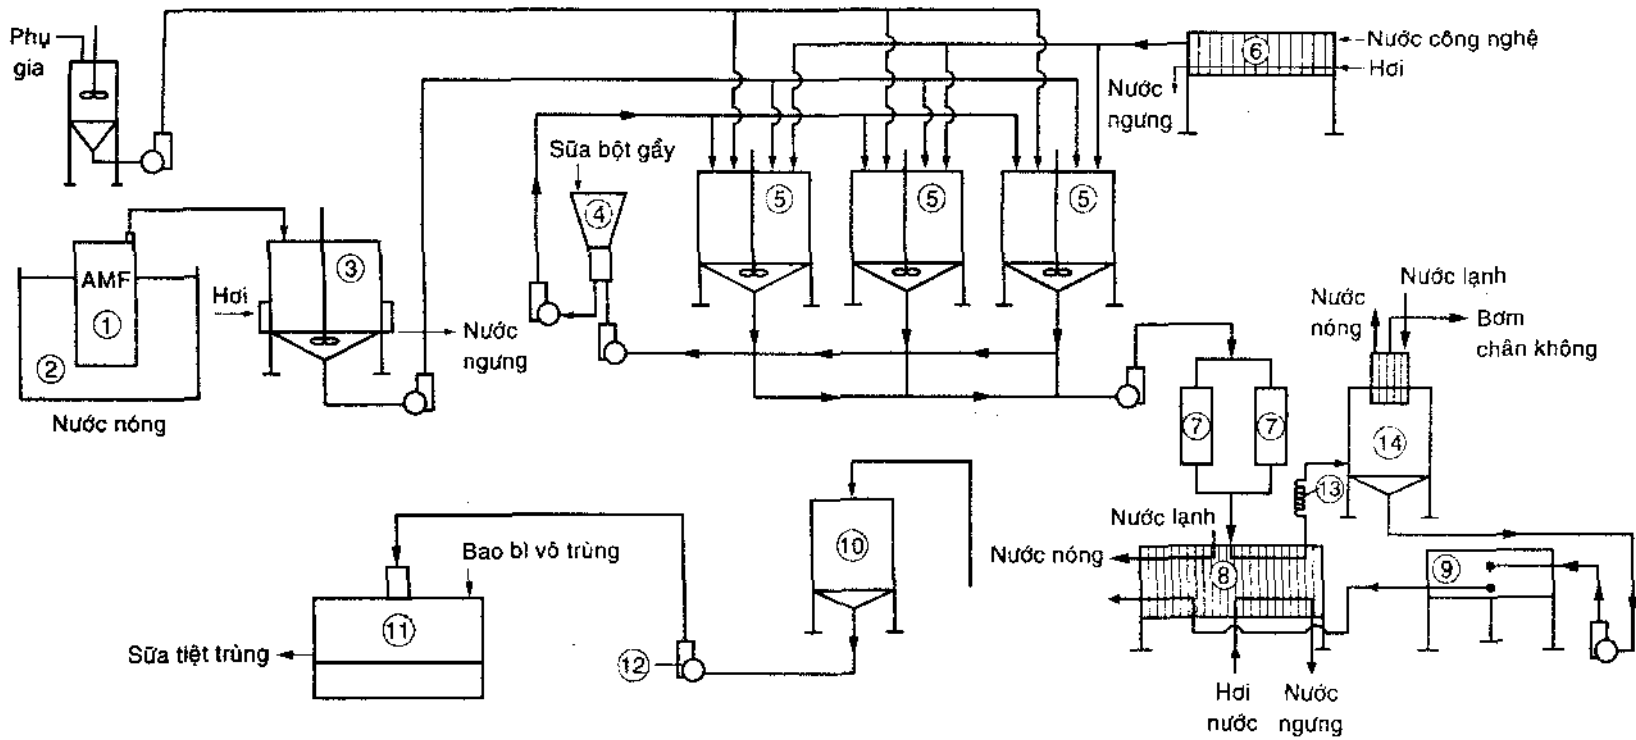 Phụ
gia
AMF
1
2
Nước nóng
Hơi
3
Nước
ngưng
Sữa bột gầy
4
5
5
5
6
Nước công nghệ
Hơi
Nước
ngưng
7
7
Nước
nóng
Nước lạnh
Bơm
chân không
14
13
Nước lạnh
Nước nóng
8
9
Hơi
nước
Nước
ngưng
10
Bao bì vô trùng
11
Sữa tiệt trùng
12